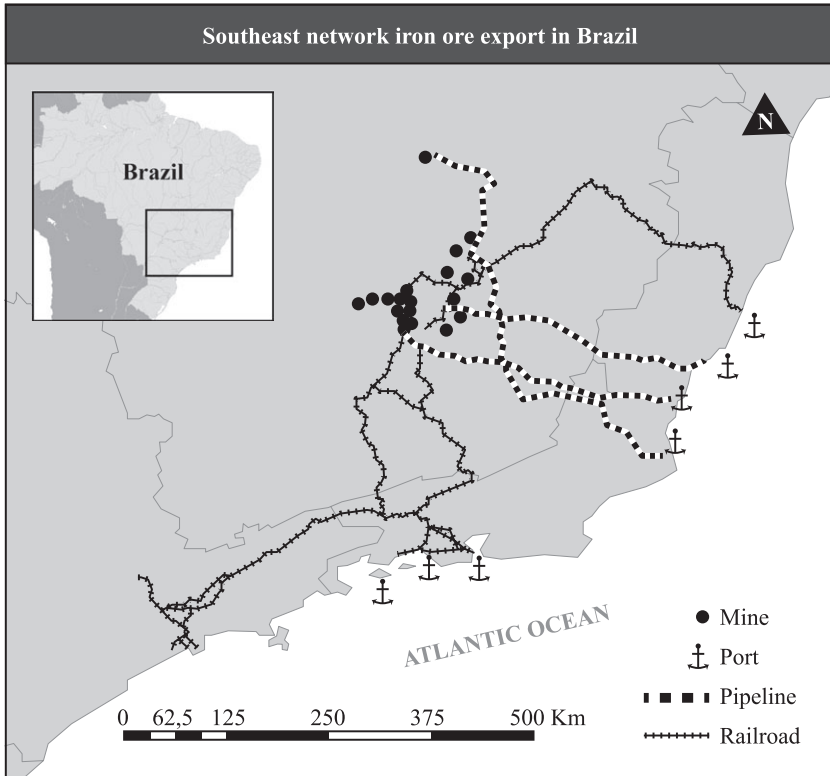 Southeast network iron ore export in Brazil
N
Brazil
ATLANTIC OCEAN
Mine
Port
Pipeline
Railroad
0 62,5 125 250 375 500 Km